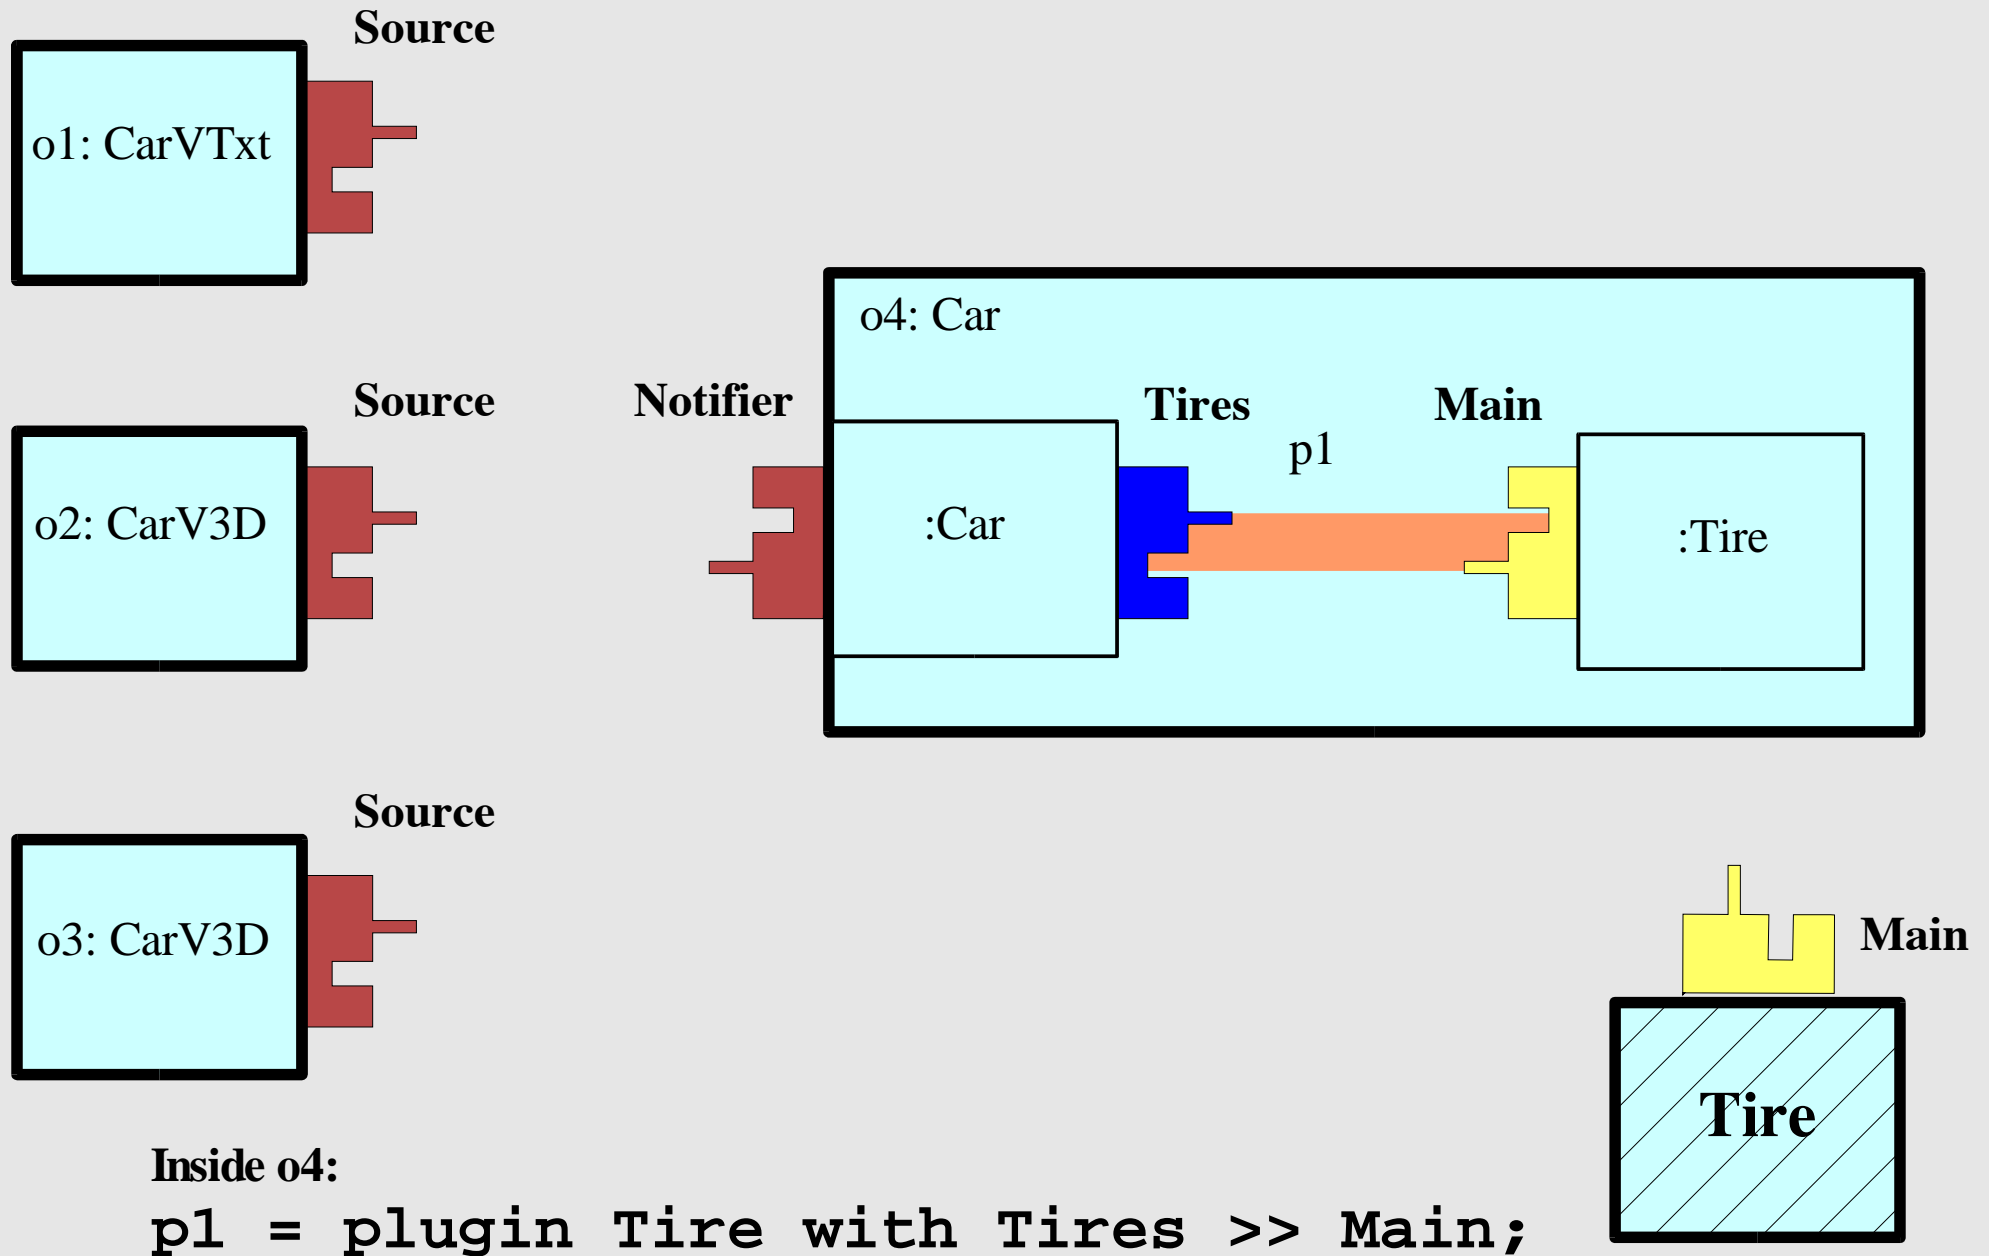 Source
o1: CarVTxt
o4: Car
Source
Notifier
Tires
Main
p1
o2: CarV3D
:Car
:Tire
Source
o3: CarV3D
Main
Tire
Inside o4:
p1 = plugin Tire with Tires >> Main;